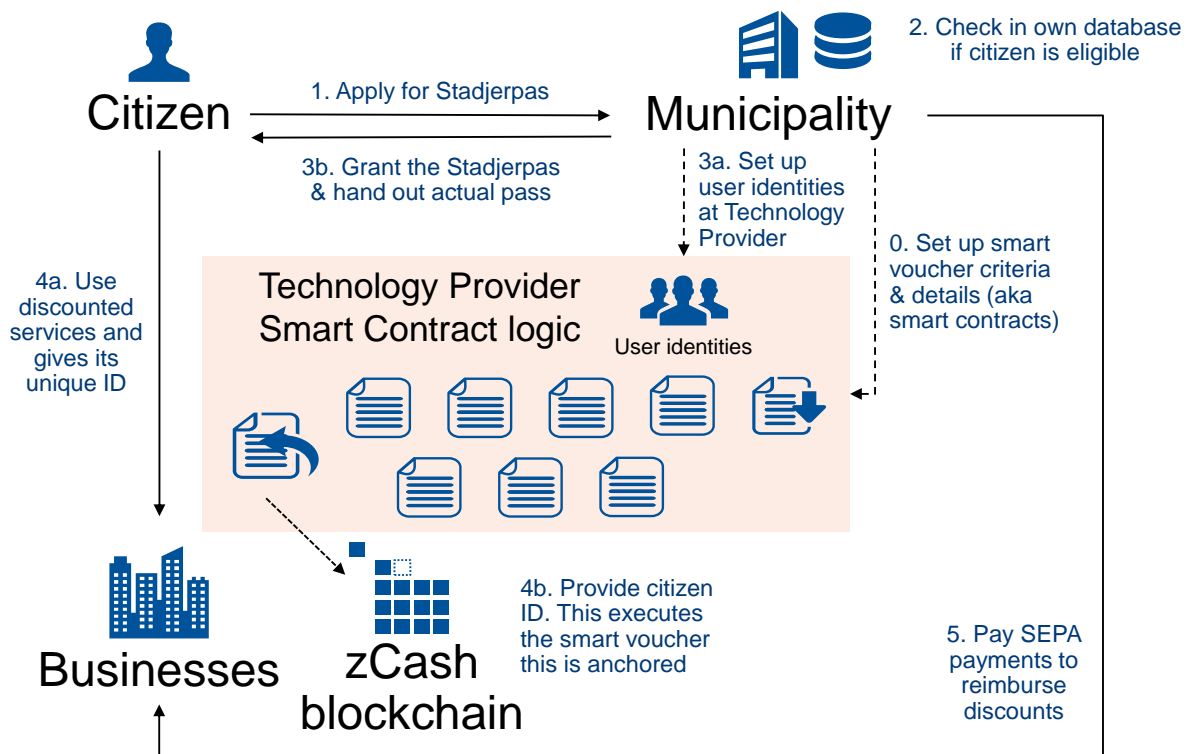 2. Check in own database
if citizen is eligible
Citizen
1. Apply for Stadjerpas
Municipality
3b. Grant the Stadjerpas
& hand out actual pass
3a. Set up
user identities
at Technology
Provider
0. Set up smart
voucher criteria
& details (aka
smart contracts)
4a. Use
discounted
services and
gives its
unique ID
Technology Provider
Smart Contract logic
User identities
4b. Provide citizen
ID. This executes
the smart voucher
this is anchored
Businesses
zCash
blockchain
5. Pay SEPA
payments to
reimburse
discounts